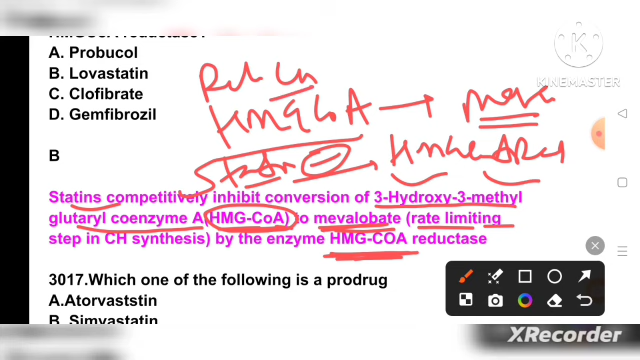 A. Probucol
B. Lovastatin
C. Clofibrate
D. Gemfibrozil
HMGCoA
B
Statins competitively inhibit conversion of 3-Hydroxy-3-methyl
glutaryl coenzyme A(HMG-CoA) to mevalobate (rate limiting
step in CH synthesis) by the enzyme HMG-COA reductase
3017.Which one of the following is a prodrug
A.Atorvaststin
B. Simvastatin
KINEMASTER
XRecorder